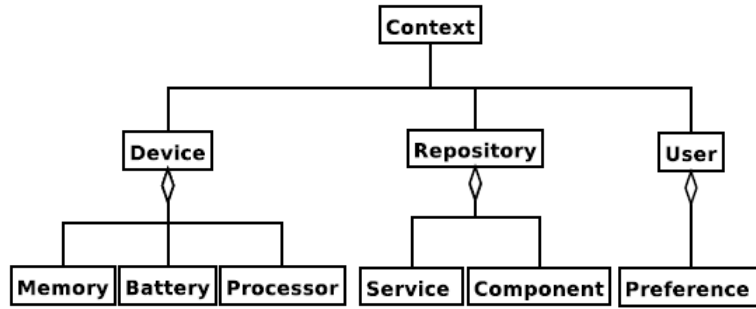 Context
Device
Repository
User
Memory
Battery
Processor
Service
Component
Preference